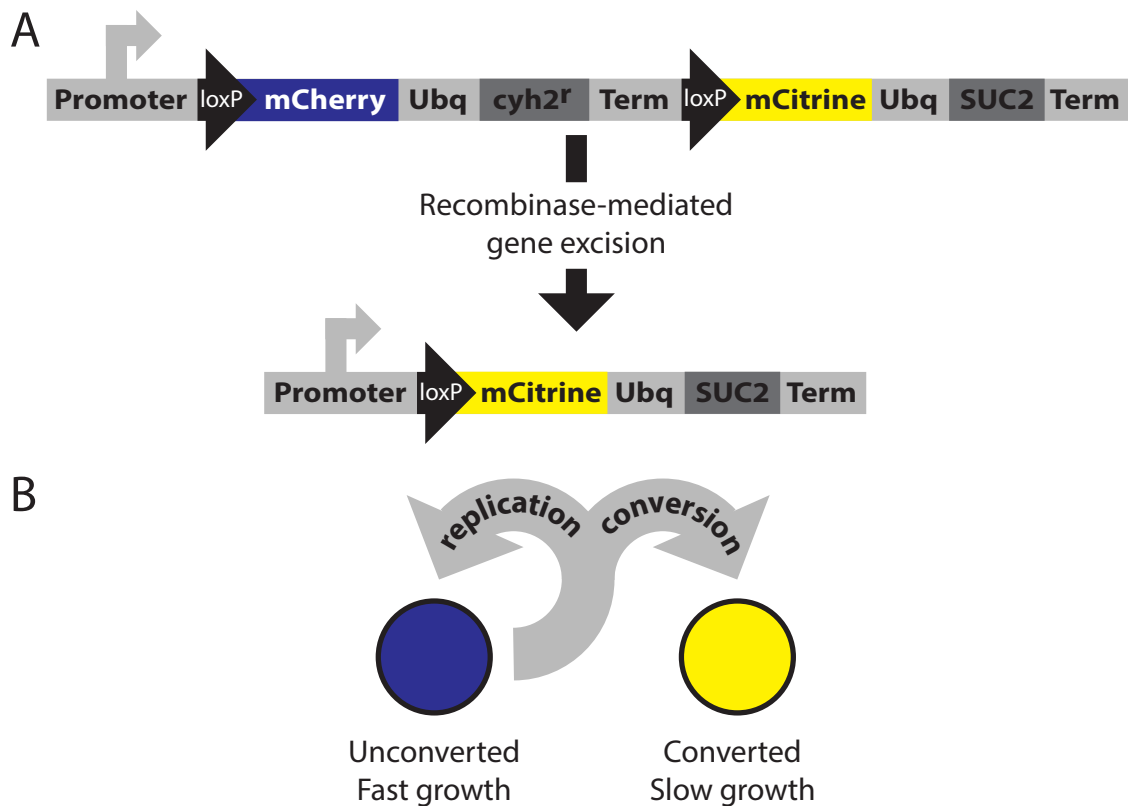 A
Promoter loxP mCherry Ubq cyh2r Term loxP mCitrine Ubq SUC2 Term
Recombinase-mediated
gene excision
Promoter loxP mCitrine Ubq SUC2 Term
B
replication conversion
Unconverted
Fast growth
Converted
Slow growth